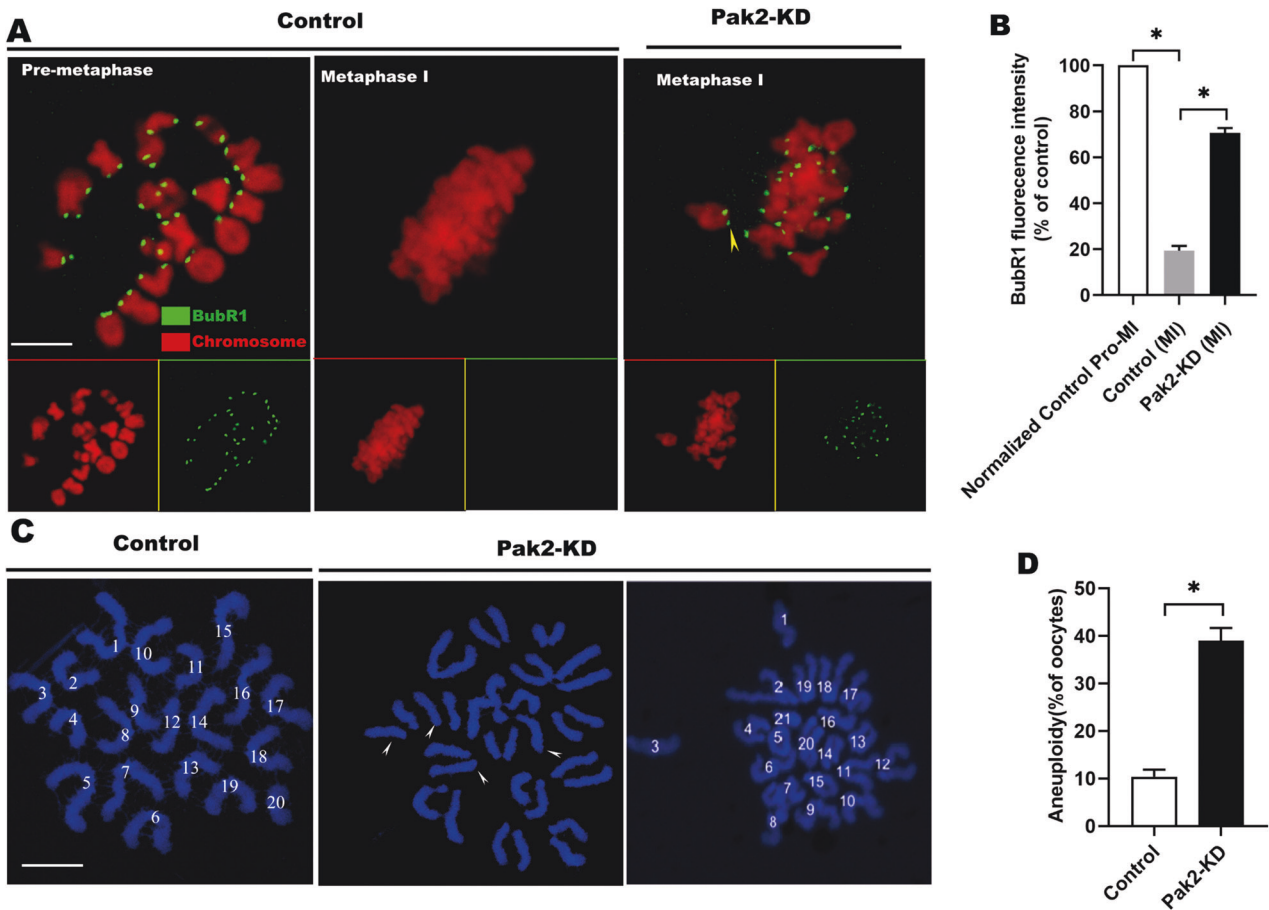 A
Control
Pak2-KD
Pre-metaphase
Metaphase I
Metaphase I
BubR1
Chromosome
B
BubR1 fluorecence intensity
(% of control)
100
80
60
40
20
0
*
*
Normalized Control Pro-MI
Control (MI)
Pak2-KD (MI)
C
Control
Pak2-KD
1
2
3
4
5
6
7
8
9
10
11
12
13
14
15
16
17
18
19
20
1
2
3
4
5
6
7
8
9
10
11
12
13
14
15
16
17
18
19
20
21
D
Aneuploidy(%of oocytes)
50
40
30
20
10
0
*
Control
Pak2-KD